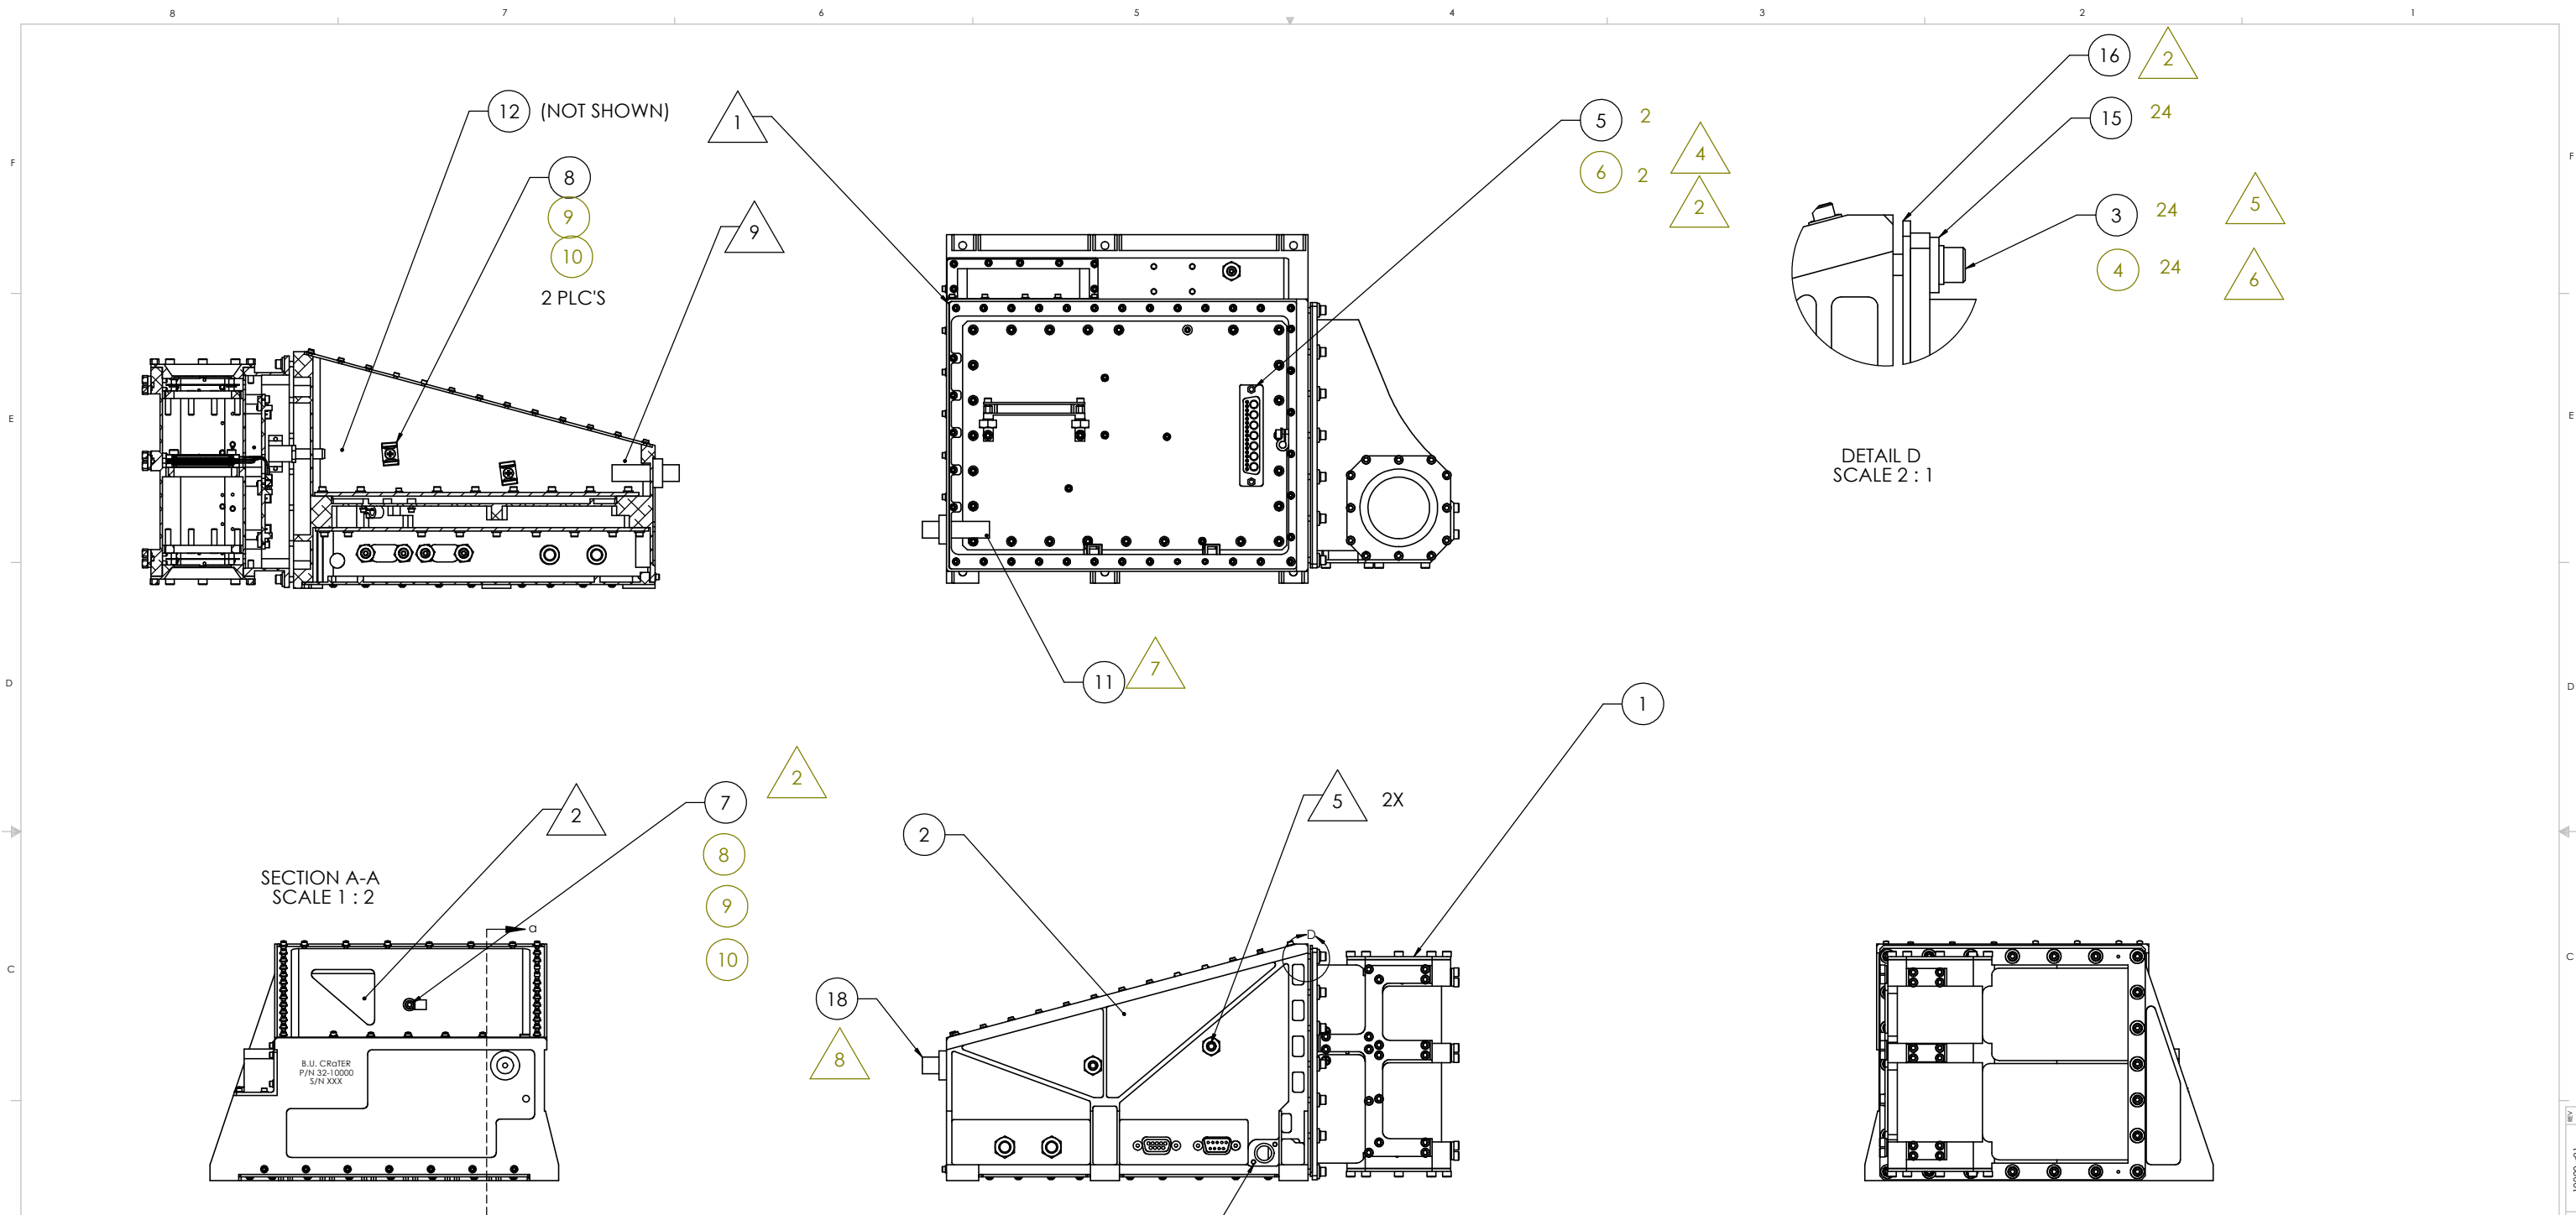 8 7 6 5 4 3 2 1
F
F
12 (NOT SHOWN)
1
8
9
10
2 PLC'S
9
5 2
6 2 4
2
16 2
15 24
3 24 5
4 24 6
E
E
DETAIL D
SCALE 2 : 1
11 7
D
D
1
2
7 2
8
9
10
2
5 2X
SECTION A-A
SCALE 1 : 2
a
D
C
C
18
8
B.U. CRaTER
P/N 32-10000
S/N XXX
REV